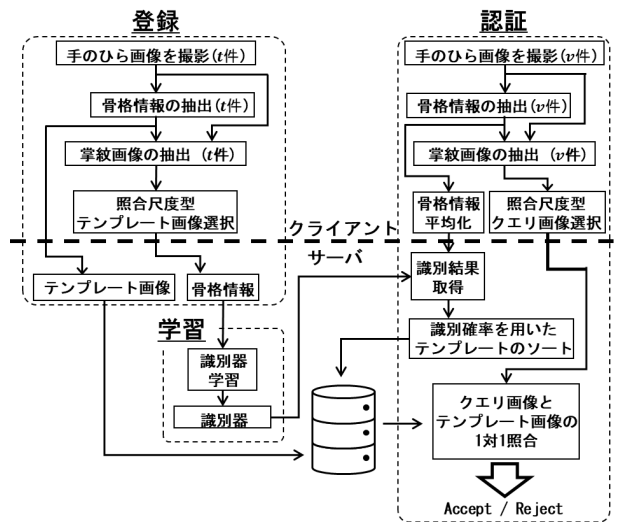 登録
手のひら画像を撮影(t件)
骨格情報の抽出(t件)
掌紋画像の抽出 (t件)
照合尺度型
テンプレート画像選択
テンプレート画像
骨格情報
学習
識別器
学習
識別器
クライアント
サーバ
認証
手のひら画像を撮影(v件)
骨格情報の抽出(v件)
掌紋画像の抽出 (v件)
骨格情報
平均化
照合尺度型
クエリ画像選択
識別結果
取得
識別確率を用いた
テンプレートのソート
クエリ画像と
テンプレート画像の
1対1照合
Accept / Reject